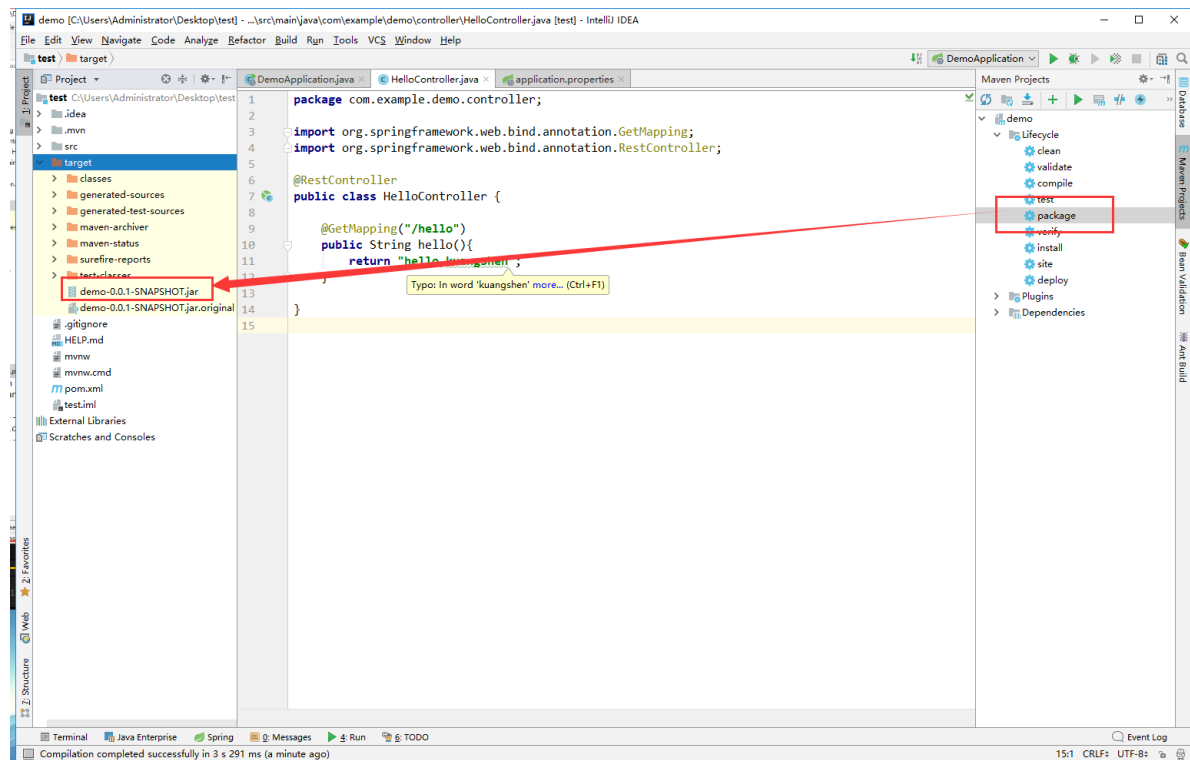 demo [C:\Users\Administrator\Desktop\test] - ...\src\main\java\com\example\demo\controller\HelloController.java [test] - IntelliJ IDEA
File Edit View Navigate Code Analyze Refactor Build Run Tools VCS Window Help
test target
DemoApplication
Project
DemoApplication.java HelloController.java application.properties
Maven Projects
1: Project
test C:\Users\Administrator\Desktop\test
.idea
.mvn
src
target
classes
generated-sources
generated-test-sources
maven-archiver
maven-status
surefire-reports
test-classes
demo-0.0.1-SNAPSHOT.jar
demo-0.0.1-SNAPSHOT.jar.original
.gitignore
HELP.md
mvnw
mvnw.cmd
pom.xml
test.iml
External Libraries
Scratches and Consoles
1 package com.example.demo.controller;
2
3 import org.springframework.web.bind.annotation.GetMapping;
4 import org.springframework.web.bind.annotation.RestController;
5
6 @RestController
7 public class HelloController {
8
9 @GetMapping("/hello")
10 public String hello(){
11 return "hello,kuangshen";
12 }
13
14 }
15
Typo: In word 'kuangshen' more... (Ctrl+F1)
demo
Lifecycle
clean
validate
compile
test
package
verify
install
site
deploy
Plugins
Dependencies
Database
Maven Projects
Bean Validation
Ant Build
2: Favorites
Web
7: Structure
Terminal Java Enterprise Spring 0: Messages 4: Run 6: TODO
Event Log
Compilation completed successfully in 3 s 291 ms (a minute ago)
15:1 CRLF UTF-8